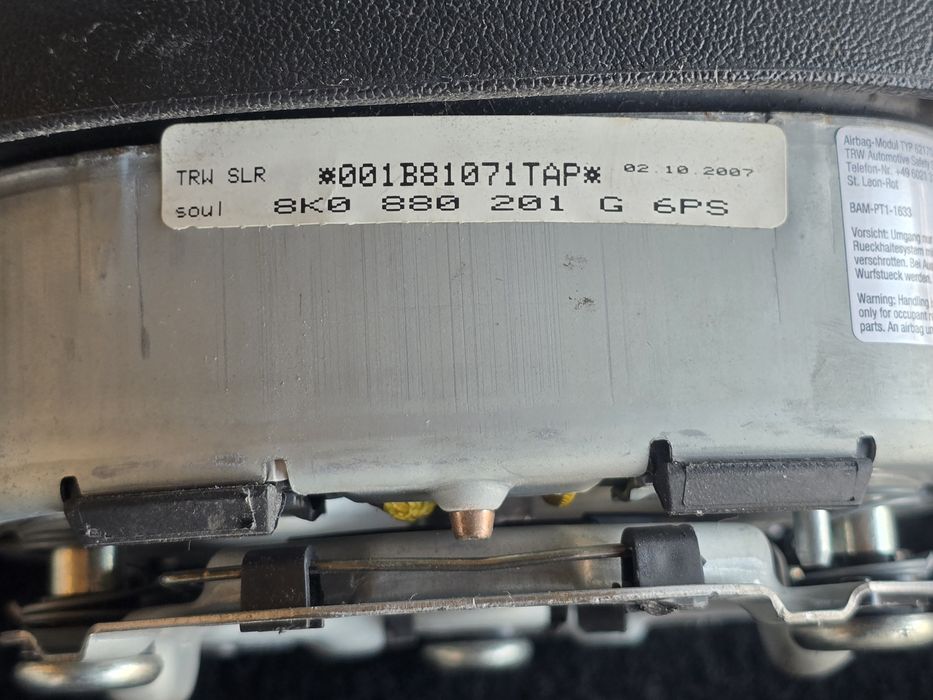 TRW SLR *001B81071TAP* 02.10.2007
soul 8K0 880 201 G 6PS
Airbag-Modul TYP
TRW Automotive Safety
Telefon-Nr. +49 6021
St. Leon-Rot
BAM-PT1-1633
Vorsicht: Umgang nur
Rueckhaltesystem
verschrotten. Bei
Wurfstueck werden.
Warning: Handling
only for occupant
parts. An airbag